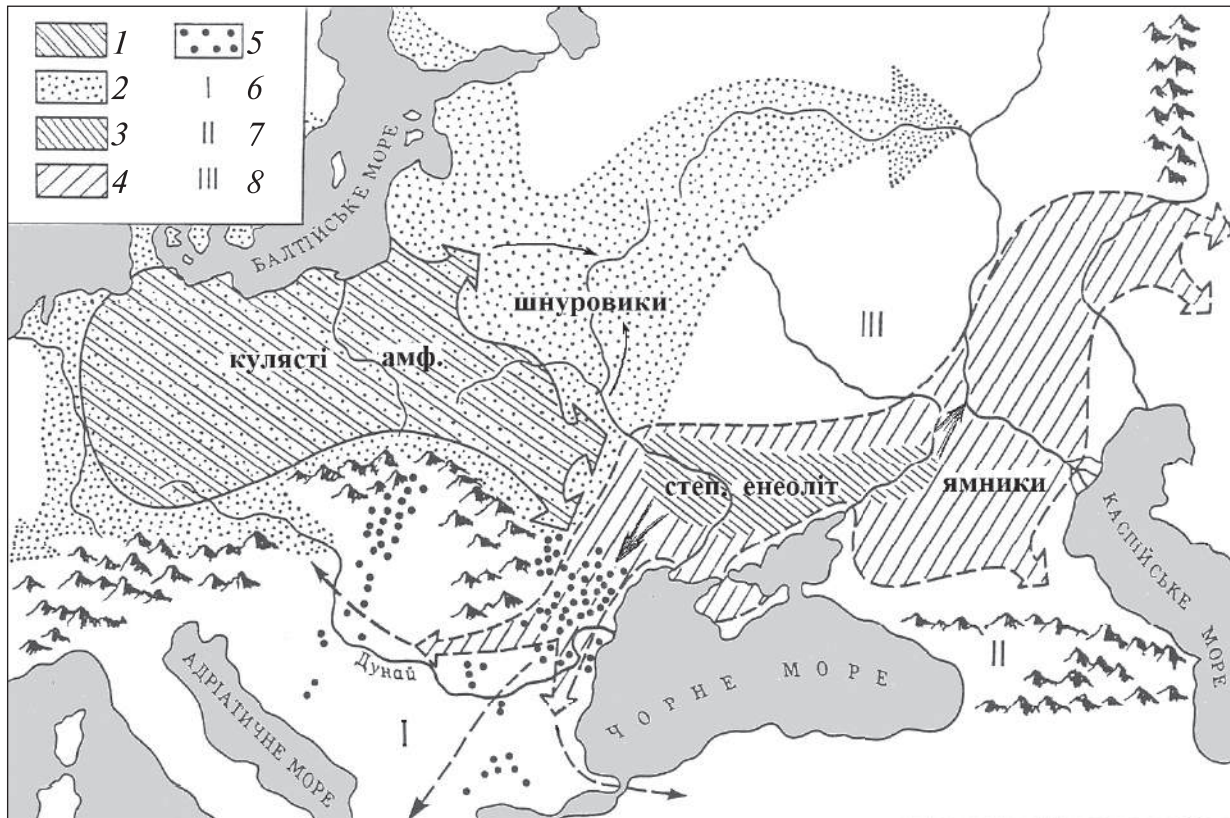 1 5
2 6
3 7
4 8
БАЛТІЙСЬКЕ МОРЕ
шнуровики
III
кулясті амф.
степ. енеоліт
ямники
КАСПІЙСЬКЕ МОРЕ
II
Дунай
ЧОРНЕ МОРЕ
АДРІАТИЧНЕ МОРЕ
I